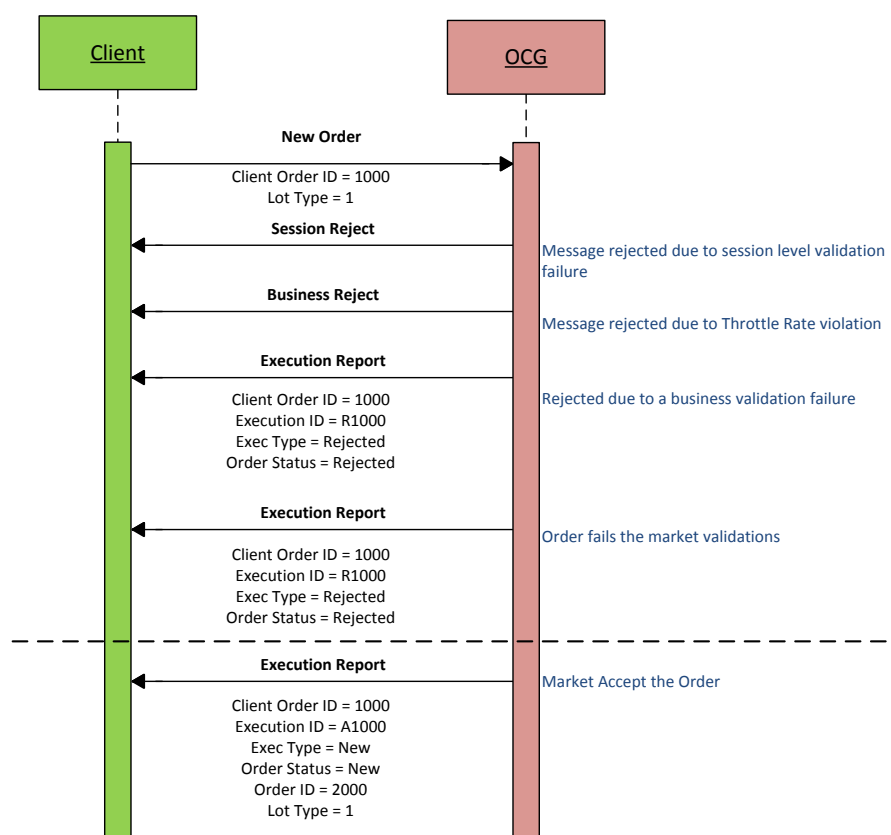 Client
OCG
New Order
Client Order ID = 1000
Lot Type = 1
Session Reject
Message rejected due to session level validation
failure
Business Reject
Message rejected due to Throttle Rate violation
Execution Report
Client Order ID = 1000
Execution ID = R1000
Exec Type = Rejected
Order Status = Rejected
Rejected due to a business validation failure
Execution Report
Order fails the market validations
Client Order ID = 1000
Execution ID = R1000
Exec Type = Rejected
Order Status = Rejected
Execution Report
Market Accept the Order
Client Order ID = 1000
Execution ID = A1000
Exec Type = New
Order Status = New
Order ID = 2000
Lot Type = 1